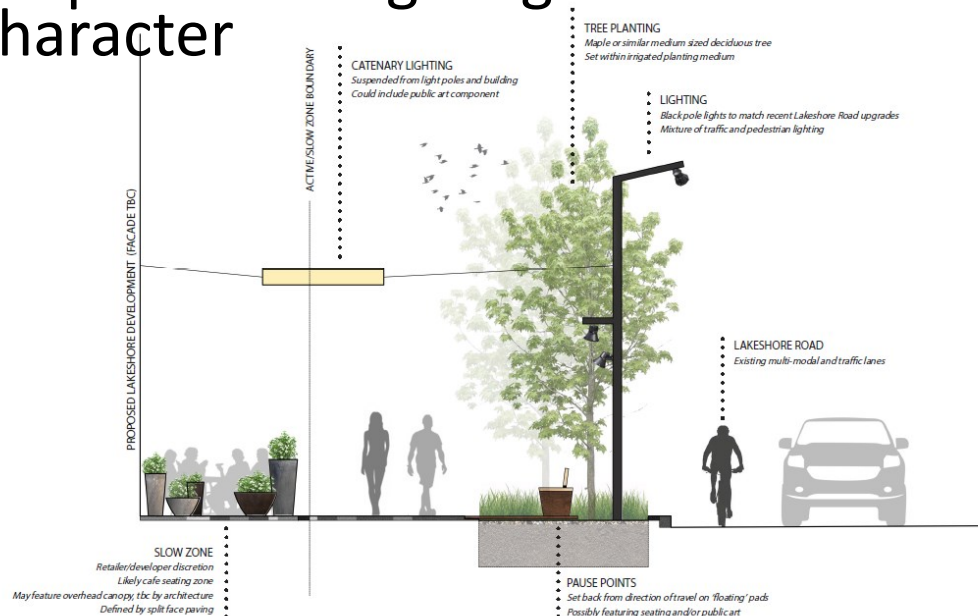 haracter
TREE PLANTING
Maple or similar medium sized deciduous tree
Set within irrigated planting medium
CATENARY LIGHTING
Suspended from light poles and building
Could include public art component
LIGHTING
Black pole lights to match recent Lakeshore Road upgrades
Mixture of traffic and pedestrian lighting
ACTIVE/SLOW ZONE BOUNDARY
PROPOSED LAKESHORE DEVELOPMENT (FACADE TBC)
LAKESHORE ROAD
Existing multi-modal and traffic lanes
SLOW ZONE
Retailer/developer discretion
Likely cafe seating zone
May feature overhead canopy, tbc by architecture
Defined by split face paving
PAUSE POINTS
Set back from direction of travel on 'floating' pads
Possibly featuring seating and/or public art